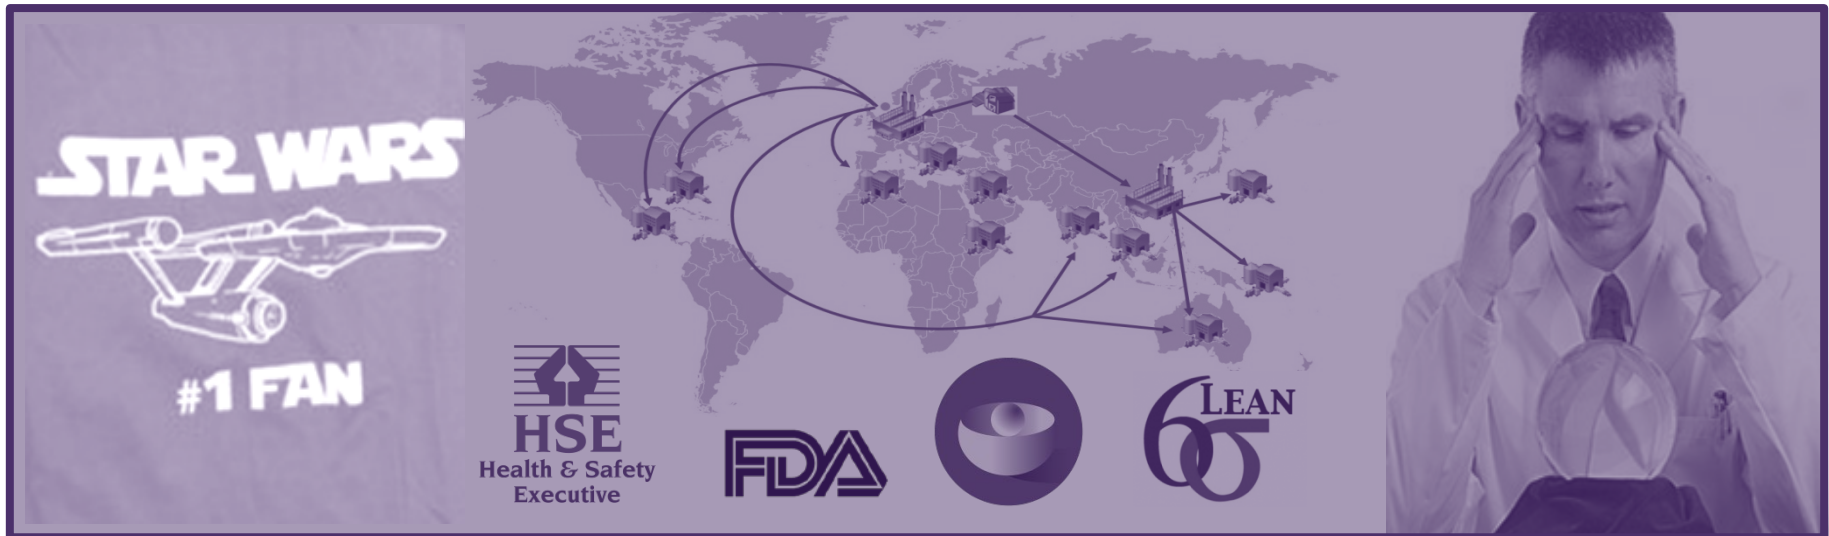 STAR WARS
#1 FAN
HSE
Health & Safety
Executive
FDA
LEAN
6σ